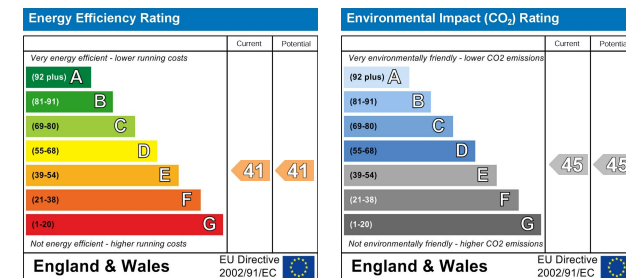 Energy Efficiency Rating
Current Potential
Very energy efficient - lower running costs
(92 plus) A
(81-91) B
(69-80) C
(55-68) D
(39-54) E
41 41
(21-38) F
(1-20) G
Not energy efficient - higher running costs
England & Wales
EU Directive
2002/91/EC
Environmental Impact (CO2) Rating
Current Potential
Very environmentally friendly - lower CO2 emissions
(92 plus) A
(81-91) B
(69-80) C
(55-68) D
(39-54) E
45 45
(21-38) F
(1-20) G
Not environmentally friendly - higher CO2 emissions
England & Wales
EU Directive
2002/91/EC